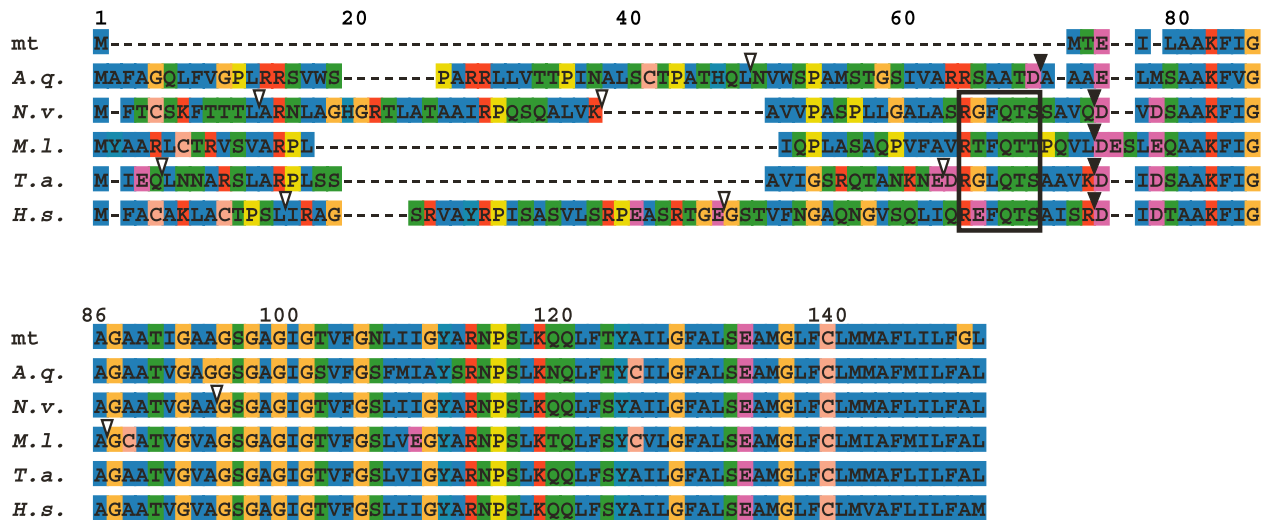 1 20 40 60 80
mt M----------------------------------------------------------------------MTE--I-LAAKFIG
A.q. MAFAGQLFVGPLRRSVWS-------PARRLLVTTPINALSCTPATHQLNVWSPAMSTGSIVARRSAATDA-AAE--LMSAAKFVG
N.v. M-FTCSKFTTTLARNLAGHGRTLATAAIRPQSQALVK------------AVVPASPLLGALASRGFQTSSAVQD--VDSAAKFIG
M.l. MYAARLCTRVSVARPL----------------------------------IQPLASAQPVFAVRTFQTTPQVLDESLEQAAKFIG
T.a. M-IEQLNNARSLARPLSS-------------------------------AVIGSRQTANKNEDRGLQTSAAVKD--IDSAAKFIG
H.s. M-FACAKLACTPSLIRAG-----SRVAYRPISASVLSRPEASRTGEGSTVFNGAQNGVSQLIQREFQTSAISRD--IDTAAKFIG
86 100 120 140
mt AGAATIGAAGSGAGIGTVFGNLIIGYARNPSLKQQLFTYAILGFALSEAMGLFCLMMAFLILFGL
A.q. AGAATVGAGGSGAGIGSVFGSFMIAYSRNPSLKNQLFTYCILGFALSEAMGLFCLMMAFMILFAL
N.v. AGAATVGAAGSGAGIGTVFGSLIIGYARNPSLKQQLFSYAILGFALSEAMGLFCLMMAFLILFAL
M.l. AGCATVGVAGSGAGIGTVFGSLVEGYARNPSLKTQLFSYCVLGFALSEAMGLFCLMIAFMILFAL
T.a. AGAATVGVAGSGAGIGTVFGSLVIGYARNPSLKQQLFSYAILGFALSEAMGLFCLMMAFLILFAL
H.s. AGAATVGVAGSGAGIGTVFGSLIIGYARNPSLKQQLFSYAILGFALSEAMGLFCLMVAFLILFAM